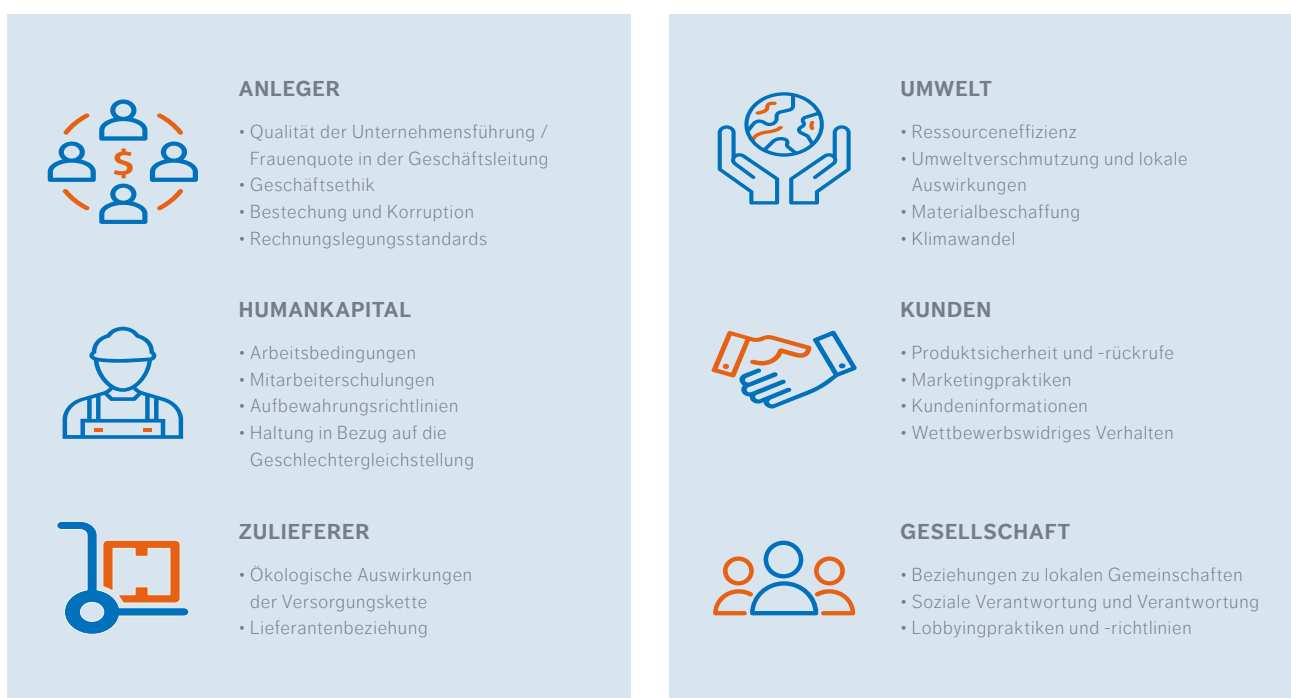 ANLEGER
• Qualität der Unternehmensführung /
Frauenquote in der Geschäftsleitung
• Geschäftsethik
• Bestechung und Korruption
• Rechnungslegungsstandards
HUMANKAPITAL
• Arbeitsbedingungen
• Mitarbeiterschulungen
• Aufbewahrungsrichtlinien
• Haltung in Bezug auf die
Geschlechtergleichstellung
ZULIEFERER
• Ökologische Auswirkungen
der Versorgungskette
• Lieferantenbeziehung
UMWELT
• Ressourceneffizienz
• Umweltverschmutzung und lokale
Auswirkungen
• Materialbeschaffung
• Klimawandel
KUNDEN
• Produktsicherheit und -rückrufe
• Marketingpraktiken
• Kundeninformationen
• Wettbewerbswidriges Verhalten
GESELLSCHAFT
• Beziehungen zu lokalen Gemeinschaften
• Soziale Verantwortung und Verantwortung
• Lobbyingpraktiken und -richtlinien
$